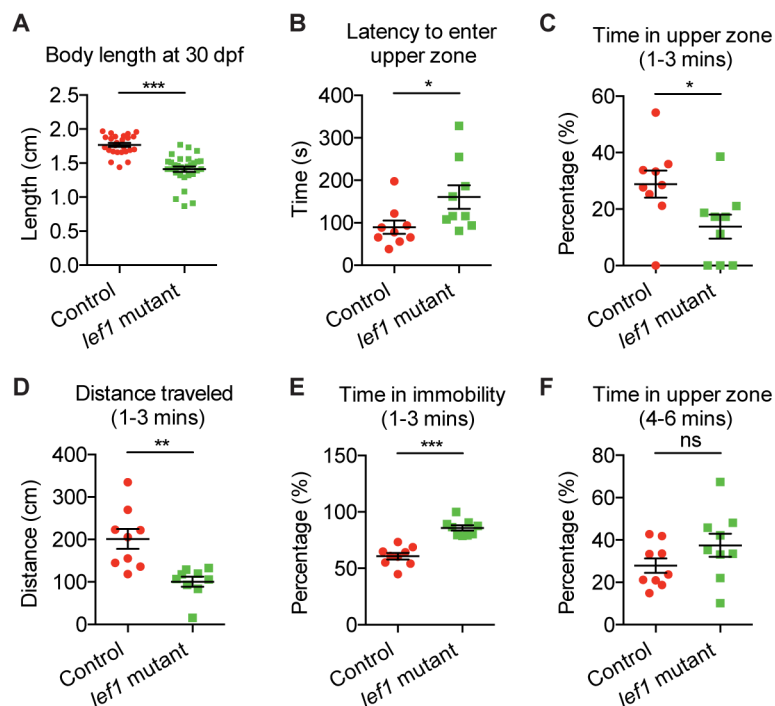 A
Body length at 30 dpf
***
Length (cm)
2.5
2.0
1.5
1.0
0.5
0.0
Control
lef1 mutant
B
Latency to enter
upper zone
*
Time (s)
400
300
200
100
0
Control
lef1 mutant
C
Time in upper zone
(1-3 mins)
*
Percentage (%)
60
40
20
0
Control
lef1 mutant
D
Distance traveled
(1-3 mins)
**
Distance (cm)
400
300
200
100
0
Control
lef1 mutant
E
Time in immobility
(1-3 mins)
***
Percentage (%)
150
100
50
0
Control
lef1 mutant
F
Time in upper zone
(4-6 mins)
ns
Percentage (%)
80
60
40
20
0
Control
lef1 mutant